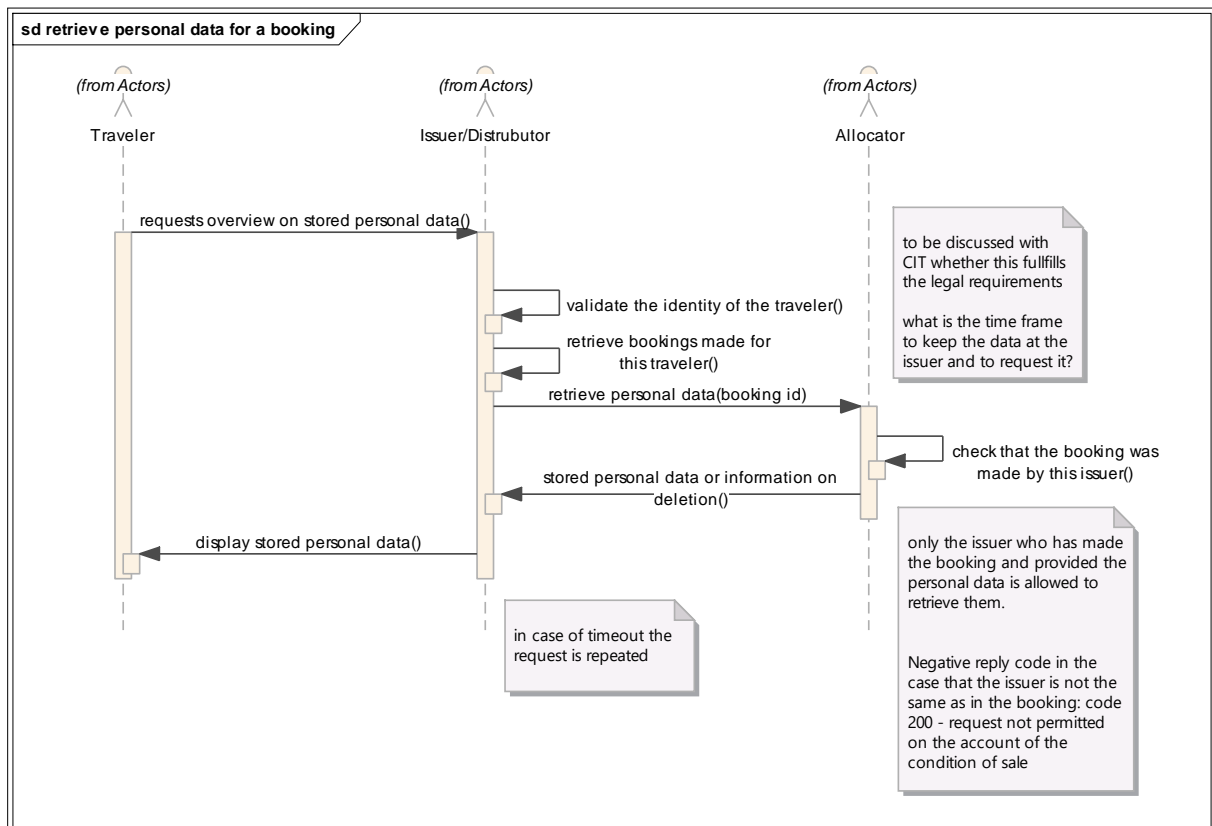 sd retrieve personal data for a booking
(from Actors)
(from Actors)
(from Actors)
Traveler
Issuer/Distrubutor
Allocator
requests overview on stored personal data()
to be discussed with
CIT whether this fullfills
the legal requirements
what is the time frame
to keep the data at the
issuer and to request it?
validate the identity of the traveler()
retrieve bookings made for
this traveler()
retrieve personal data(booking id)
check that the booking was
made by this issuer()
stored personal data or information on
deletion()
display stored personal data()
only the issuer who has made
the booking and provided the
personal data is allowed to
retrieve them.
Negative reply code in the
case that the issuer is not the
same as in the booking: code
200 - request not permitted
on the account of the
condition of sale
in case of timeout the
request is repeated